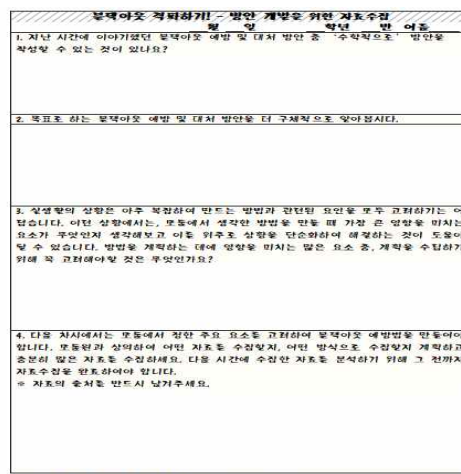 블랙아웃 격퇴하기! - 방안 개발을 위한 자료수집
월 일 학년 반 이름
1. 지난 시간에 이야기했던 블랙아웃 예방 및 대처 방안 중 '수학적으로' 방안을
작성할 수 있는 것이 있나요?
2. 목표로 하는 블랙아웃 예방 및 대처 방안을 더 구체적으로 알아봅시다.
3. 실생활의 상황은 아주 복잡하여 만드는 방법과 관련된 요인을 모두 고려하기는 어
렵습니다. 이런 상황에서는, 모둠에서 생각한 방법을 만들 때 가장 큰 영향을 미치는
요소가 무엇인지 생각해보고 이를 위주로 상황을 단순화하여 해결하는 것이 도움이
될 수 있습니다. 방법을 계획하는 데에 영향을 미치는 많은 요소 중, 계획을 수립하기
위해 꼭 고려해야할 것은 무엇인가요?
4. 다음 차시에서는 모둠에서 정한 주요 요소를 고려하여 블랙아웃 예방법을 만들어야
합니다. 모둠원과 상의하여 어떤 자료를 수집할지, 어떤 방식으로 수집할지 계획하고
충분히 많은 자료를 수집하세요. 다음 시간에 수집한 자료를 분석하기 위해 그 전까지
자료수집을 완료하여야 합니다.
※ 자료의 출처를 반드시 남겨주세요.